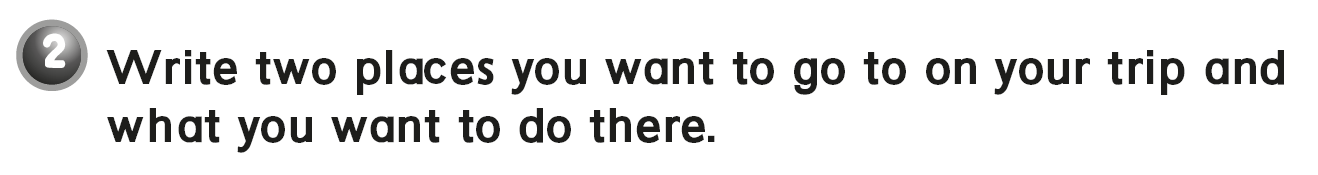 2 Write two places you want to go to on your trip and
what you want to do there.